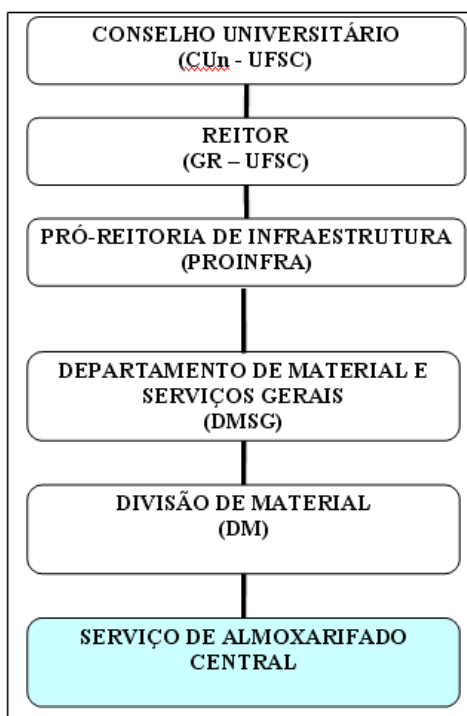 CONSELHO UNIVERSITÁRIO
(CUn - UFSC)
REITOR
(GR – UFSC)
PRÓ-REITORIA DE INFRAESTRUTURA
(PROINFRA)
DEPARTAMENTO DE MATERIAL E
SERVIÇOS GERAIS
(DMSG)
DIVISÃO DE MATERIAL
(DM)
SERVIÇO DE ALMOXARIFADO
CENTRAL